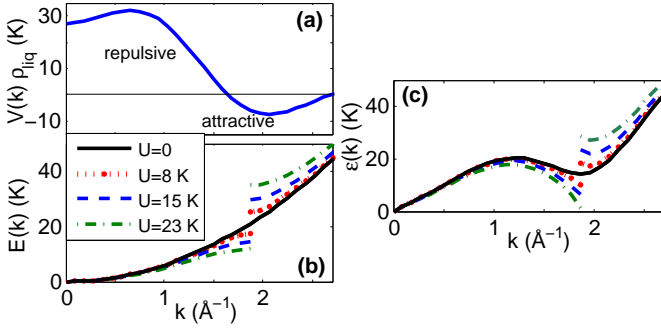 (a)
V(k) ρliq (K)
30
10
−10
repulsive
attractive
U=0
U=8 K
U=15 K
U=23 K
E(k) (K)
40
20
0
(b)
0 1 2
k (Å−1)
(c)
ε(k) (K)
40
20
0
0 1 2
k (Å−1)